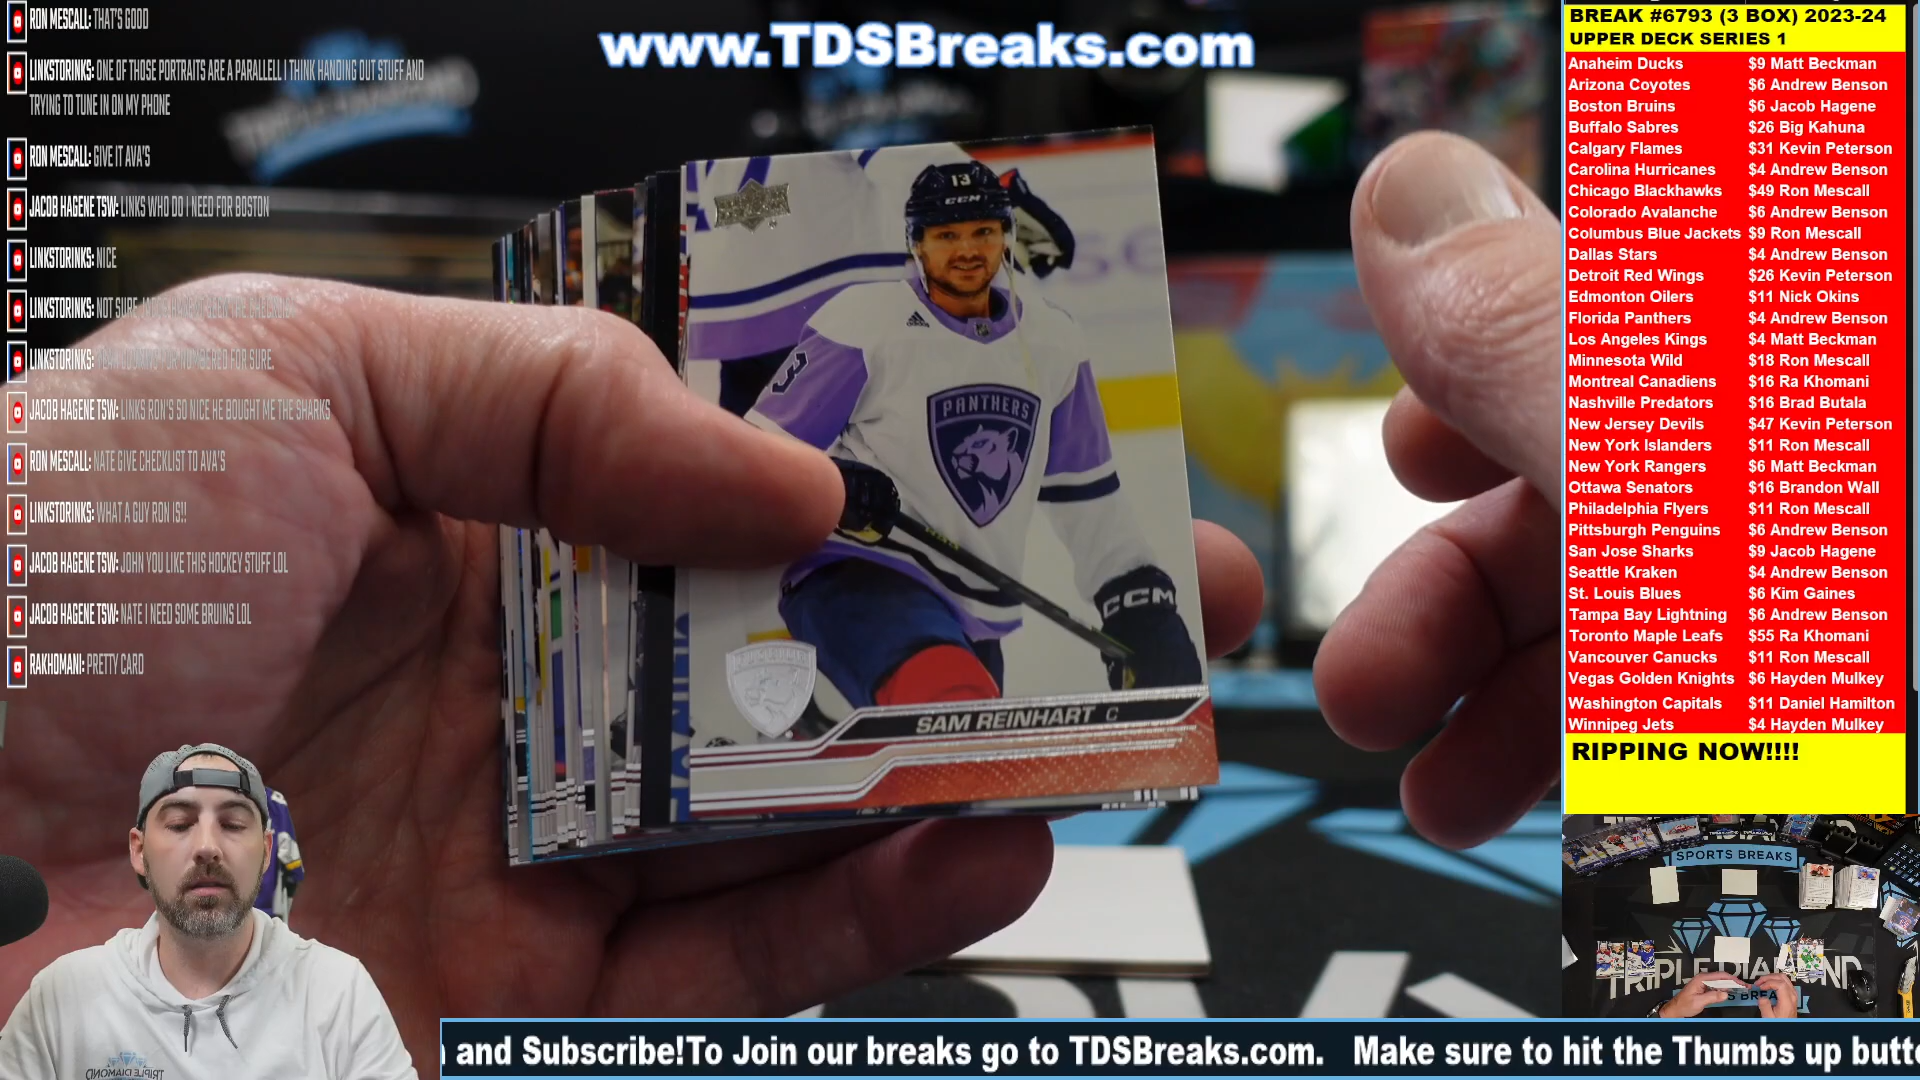 RON MESCALL: THAT'S GOOD
LINKSTORINKS: ONE OF THOSE PORTRAITS ARE A PARALLELL I THINK HANDING OUT STUFF AND
TRYING TO TUNE IN ON MY PHONE
RON MESCALL: GIVE IT AVA'S
JACOB HAGENE TSW: LINKS WHO DO I NEED FOR BOSTON
LINKSTORINKS: NICE
LINKSTORINKS: NOT SURE
LINKSTORINKS: NUMBERED FOR SURE.
JACOB HAGENE TSW: LINKS RON'S SO NICE HE BOUGHT ME THE SHARKS
RON MESCALL: NATE GIVE CHECKLIST TO AVA'S
LINKSTORINKS: WHAT A GUY RON IS!!
JACOB HAGENE TSW: JOHN YOU LIKE THIS HOCKEY STUFF LOL
JACOB HAGENE TSW: NATE I NEED SOME BRUINS LOL
RAKHOMANI: PRETTY CARD
www.TDSBreaks.com
13
CCM
3
PANTHERS
CCM
SAM REINHART C
BREAK #6793 (3 BOX) 2023-24
UPPER DECK SERIES 1
Anaheim Ducks $9 Matt Beckman
Arizona Coyotes $6 Andrew Benson
Boston Bruins $6 Jacob Hagene
Buffalo Sabres $26 Big Kahuna
Calgary Flames $31 Kevin Peterson
Carolina Hurricanes $4 Andrew Benson
Chicago Blackhawks $49 Ron Mescall
Colorado Avalanche $6 Andrew Benson
Columbus Blue Jackets $9 Ron Mescall
Dallas Stars $4 Andrew Benson
Detroit Red Wings $26 Kevin Peterson
Edmonton Oilers $11 Nick Okins
Florida Panthers $4 Andrew Benson
Los Angeles Kings $4 Matt Beckman
Minnesota Wild $18 Ron Mescall
Montreal Canadiens $16 Ra Khomani
Nashville Predators $16 Brad Butala
New Jersey Devils $47 Kevin Peterson
New York Islanders $11 Ron Mescall
New York Rangers $6 Matt Beckman
Ottawa Senators $16 Brandon Wall
Philadelphia Flyers $11 Ron Mescall
Pittsburgh Penguins $6 Andrew Benson
San Jose Sharks $9 Jacob Hagene
Seattle Kraken $4 Andrew Benson
St. Louis Blues $6 Kim Gaines
Tampa Bay Lightning $6 Andrew Benson
Toronto Maple Leafs $55 Ra Khomani
Vancouver Canucks $11 Ron Mescall
Vegas Golden Knights $6 Hayden Mulkey
Washington Capitals $11 Daniel Hamilton
Winnipeg Jets $4 Hayden Mulkey
RIPPING NOW!!!!
SPORTS BREAKS
TRIPLE DIAMOND
and Subscribe!To Join our breaks go to TDSBreaks.com. Make sure to hit the Thumbs up butt